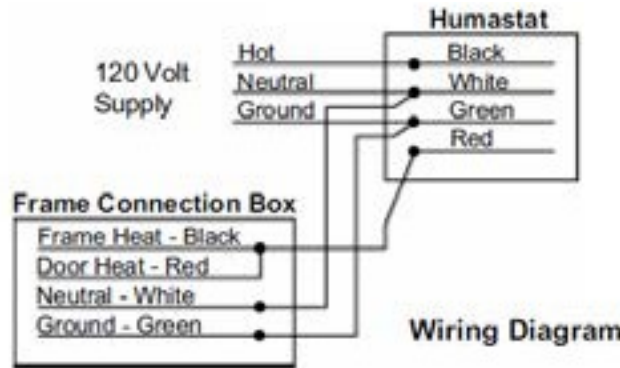 Humastat
120 Volt
Supply
Hot
Neutral
Ground
Black
White
Green
Red
Frame Connection Box
Frame Heat - Black
Door Heat - Red
Neutral - White
Ground - Green
Wiring Diagram